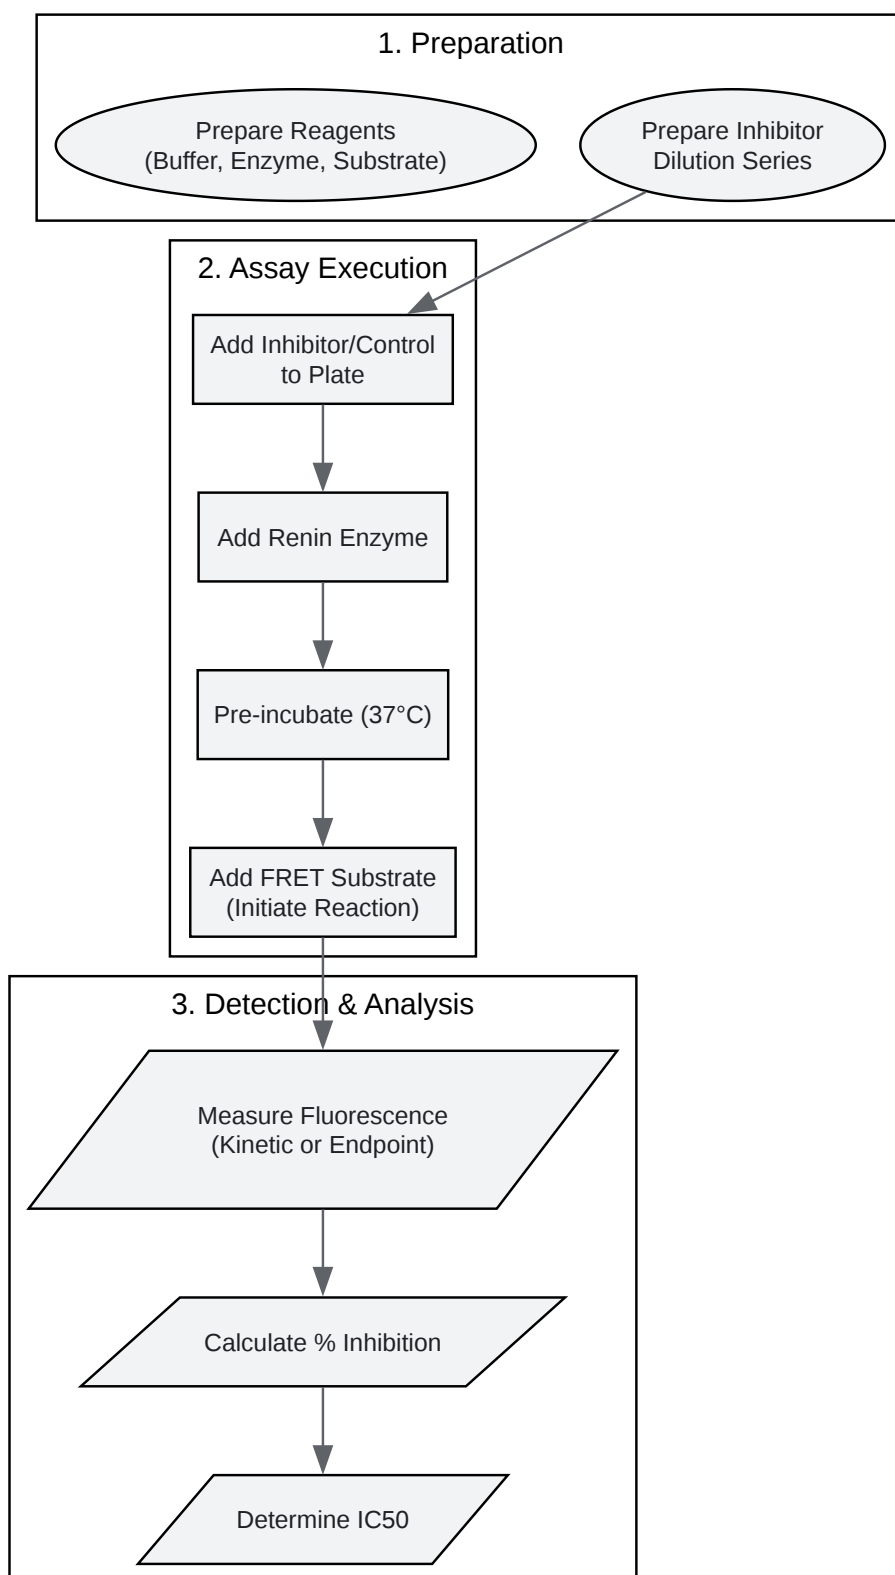 1. Preparation
Prepare Reagents
(Buffer, Enzyme, Substrate)
Prepare Inhibitor
Dilution Series
2. Assay Execution
Add Inhibitor/Control
to Plate
Add Renin Enzyme
Pre-incubate (37°C)
Add FRET Substrate
(Initiate Reaction)
3. Detection & Analysis
Measure Fluorescence
(Kinetic or Endpoint)
Calculate % Inhibition
Determine IC50